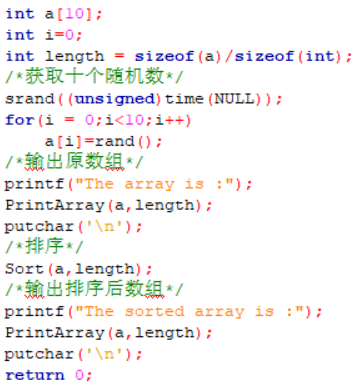 int a[10];
int i=0;
int length = sizeof(a)/sizeof(int);
/*获取十个随机数*/
srand((unsigned)time(NULL));
for(i = 0;i<10;i++)
a[i]=rand();
/*输出原数组*/
printf("The array is :");
PrintArray(a,length);
putchar('\n');
/*排序*/
Sort(a,length);
/*输出排序后数组*/
printf("The sorted array is :");
PrintArray(a,length);
putchar('\n');
return 0;